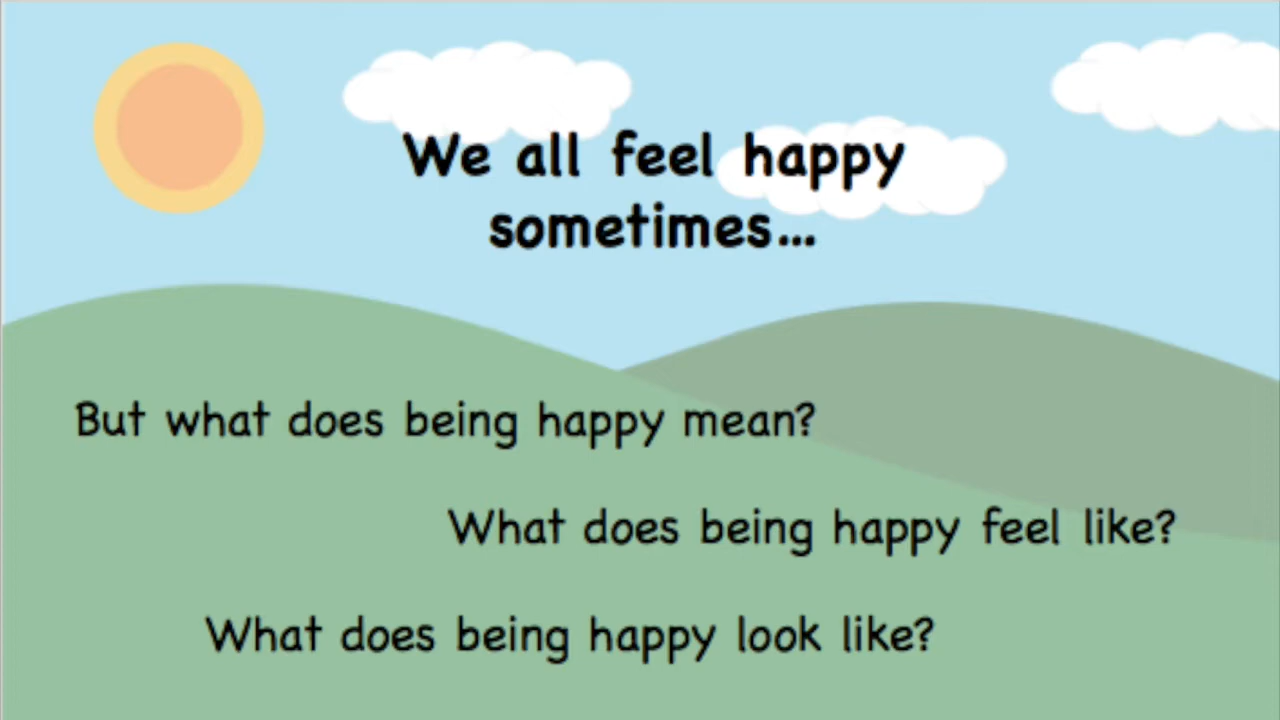 We all feel happy
sometimes...
But what does being happy mean?
What does being happy feel like?
What does being happy look like?